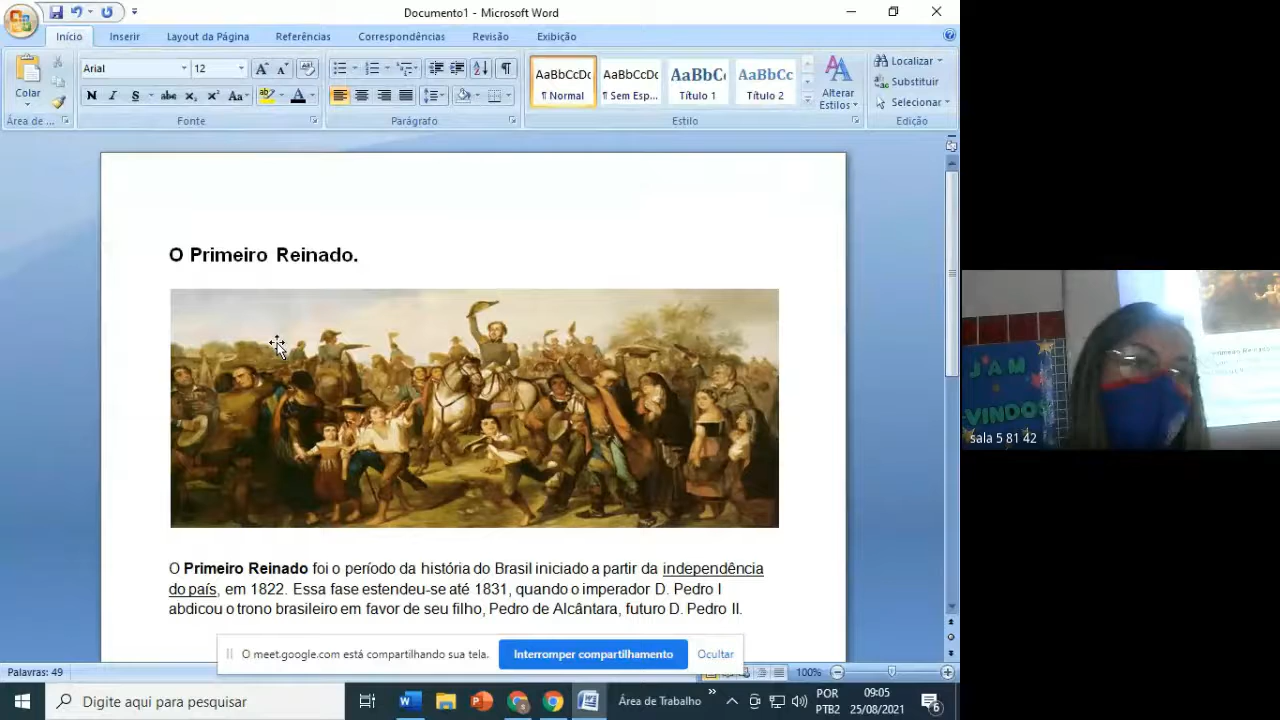 Documento1 - Microsoft Word
Início Inserir Layout da Página Referências Correspondências Revisão Exibição
Colar
Área de ...
Arial 12
Fonte
Parágrafo
AaBbCcDc AaBbCcDc AaBbC AaBbCc
¶ Normal ¶ Sem Esp... Título 1 Título 2
Alterar
Estilos
Estilo
Localizar
Substituir
Selecionar
Edição
O Primeiro Reinado.
O Primeiro Reinado foi o período da história do Brasil iniciado a partir da independência
do país, em 1822. Essa fase estendeu-se até 1831, quando o imperador D. Pedro I
abdicou o trono brasileiro em favor de seu filho, Pedro de Alcântara, futuro D. Pedro II.
O meet.google.com está compartilhando sua tela. Interromper compartilhamento Ocultar
Palavras: 49
100%
Digite aqui para pesquisar
Área de Trabalho
POR
PTB2
09:05
25/08/2021
6
VINDOS
sala 5 81 42